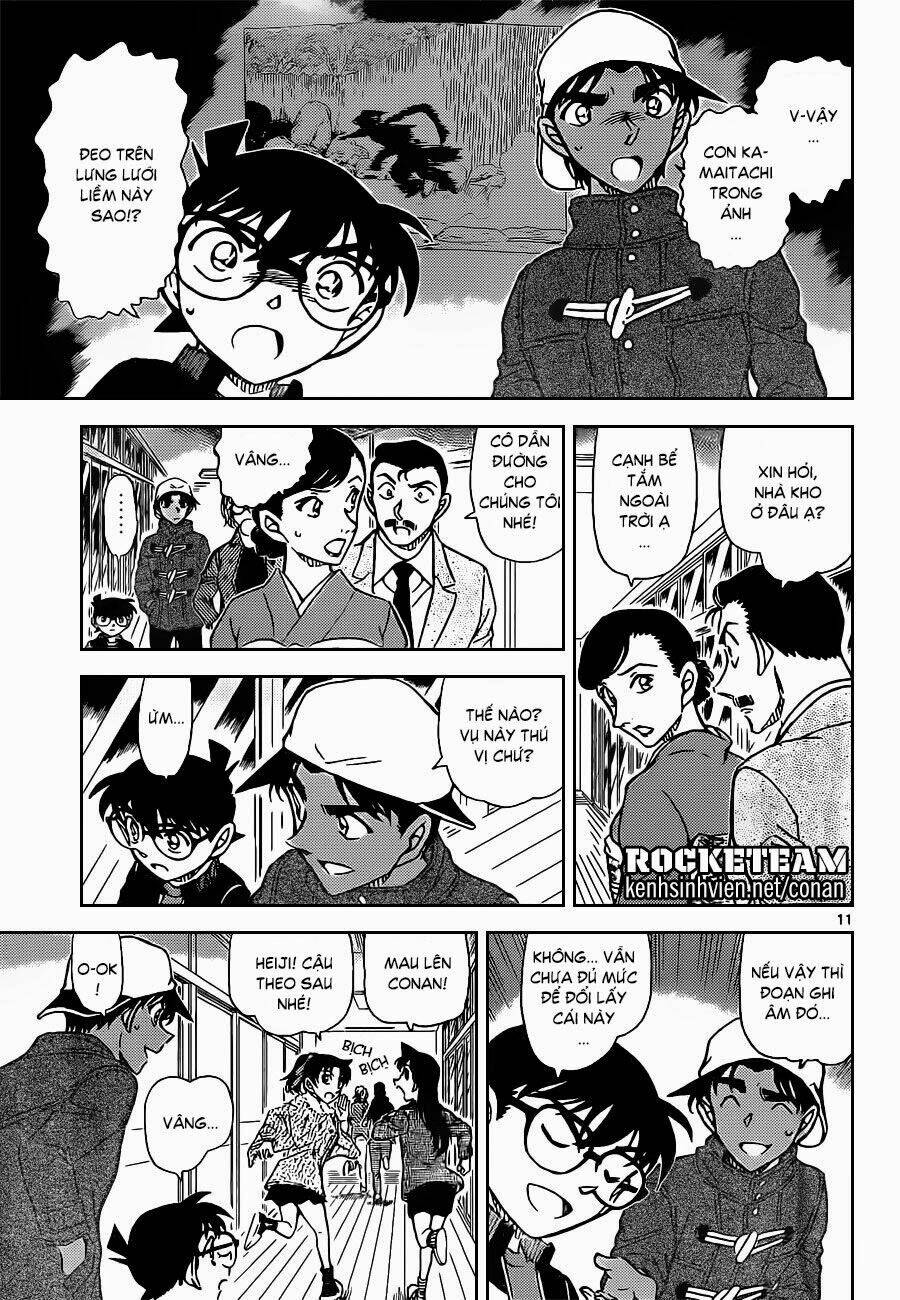 V-VẬY
...
CON KA-
MAITACHI
TRONG
ẢNH
...
ĐEO TRÊN
LƯNG LƯỠI
LIỀM NÀY
SAO!?
XIN HỎI,
NHÀ KHO
Ở ĐÂU Ạ?
CẠNH BỂ
TẮM
NGOÀI
TRỜI Ạ
...
CÔ DẪN
ĐƯỜNG
CHO
CHÚNG TÔI
NHÉ!
VÂNG...
......
THẾ NÀO?
VỤ NÀY THÚ
VỊ CHỨ?
ỪM...
ROCKETEAM
kenhsinhvien.net/conan
11
NẾU VẬY THÌ
ĐOẠN GHI
ÂM ĐÓ...
KHÔNG... VẪN
CHƯA ĐỦ MỨC
ĐỂ ĐỔI LẤY
CÁI NÀY
...
MAU LÊN
CONAN!
HEIJI! CẬU
THEO SAU
NHÉ!
BỊCH
BỊCH
O-OK
!
VÂNG...